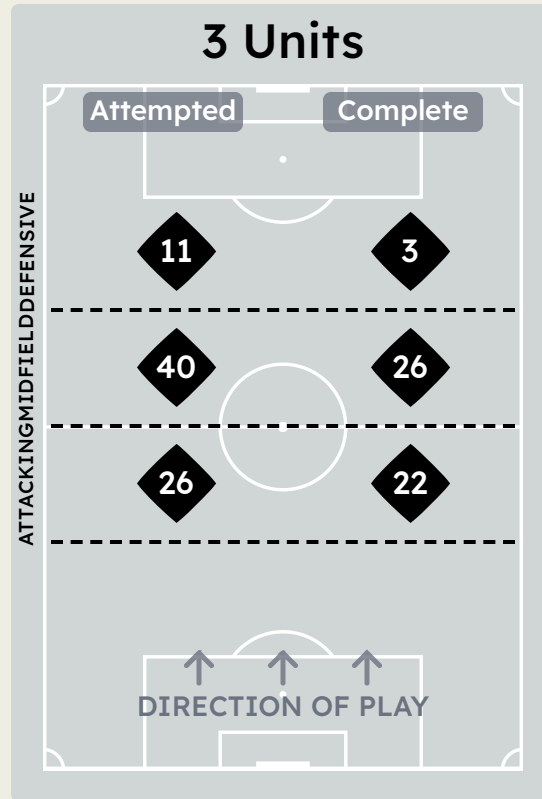 3 Units
Attempted Complete
11 3
40 26
26 22
ATTACKINGMIDFIELDDEFENSIVE
DIRECTION OF PLAY